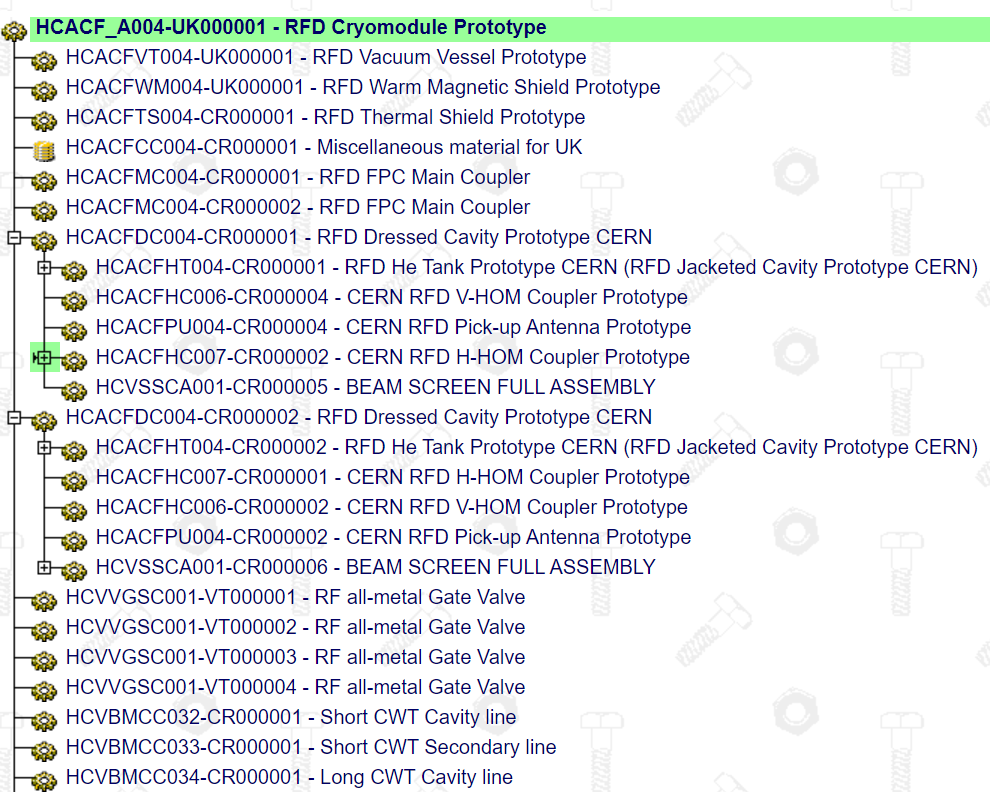 HCACF_A004-UK000001 - RFD Cryomodule Prototype
HCACFVT004-UK000001 - RFD Vacuum Vessel Prototype
HCACFWM004-UK000001 - RFD Warm Magnetic Shield Prototype
HCACFTS004-CR000001 - RFD Thermal Shield Prototype
HCACFCC004-CR000001 - Miscellaneous material for UK
HCACFMC004-CR000001 - RFD FPC Main Coupler
HCACFMC004-CR000002 - RFD FPC Main Coupler
HCACFDC004-CR000001 - RFD Dressed Cavity Prototype CERN
HCACFHT004-CR000001 - RFD He Tank Prototype CERN (RFD Jacketed Cavity Prototype CERN)
HCACFHC006-CR000004 - CERN RFD V-HOM Coupler Prototype
HCACFPU004-CR000004 - CERN RFD Pick-up Antenna Prototype
HCACFHC007-CR000002 - CERN RFD H-HOM Coupler Prototype
HCVSSCA001-CR000005 - BEAM SCREEN FULL ASSEMBLY
HCACFDC004-CR000002 - RFD Dressed Cavity Prototype CERN
HCACFHT004-CR000002 - RFD He Tank Prototype CERN (RFD Jacketed Cavity Prototype CERN)
HCACFHC007-CR000001 - CERN RFD H-HOM Coupler Prototype
HCACFHC006-CR000002 - CERN RFD V-HOM Coupler Prototype
HCACFPU004-CR000002 - CERN RFD Pick-up Antenna Prototype
HCVSSCA001-CR000006 - BEAM SCREEN FULL ASSEMBLY
HCVVGSC001-VT000001 - RF all-metal Gate Valve
HCVVGSC001-VT000002 - RF all-metal Gate Valve
HCVVGSC001-VT000003 - RF all-metal Gate Valve
HCVVGSC001-VT000004 - RF all-metal Gate Valve
HCVBMCC032-CR000001 - Short CWT Cavity line
HCVBMCC033-CR000001 - Short CWT Secondary line
HCVBMCC034-CR000001 - Long CWT Cavity line